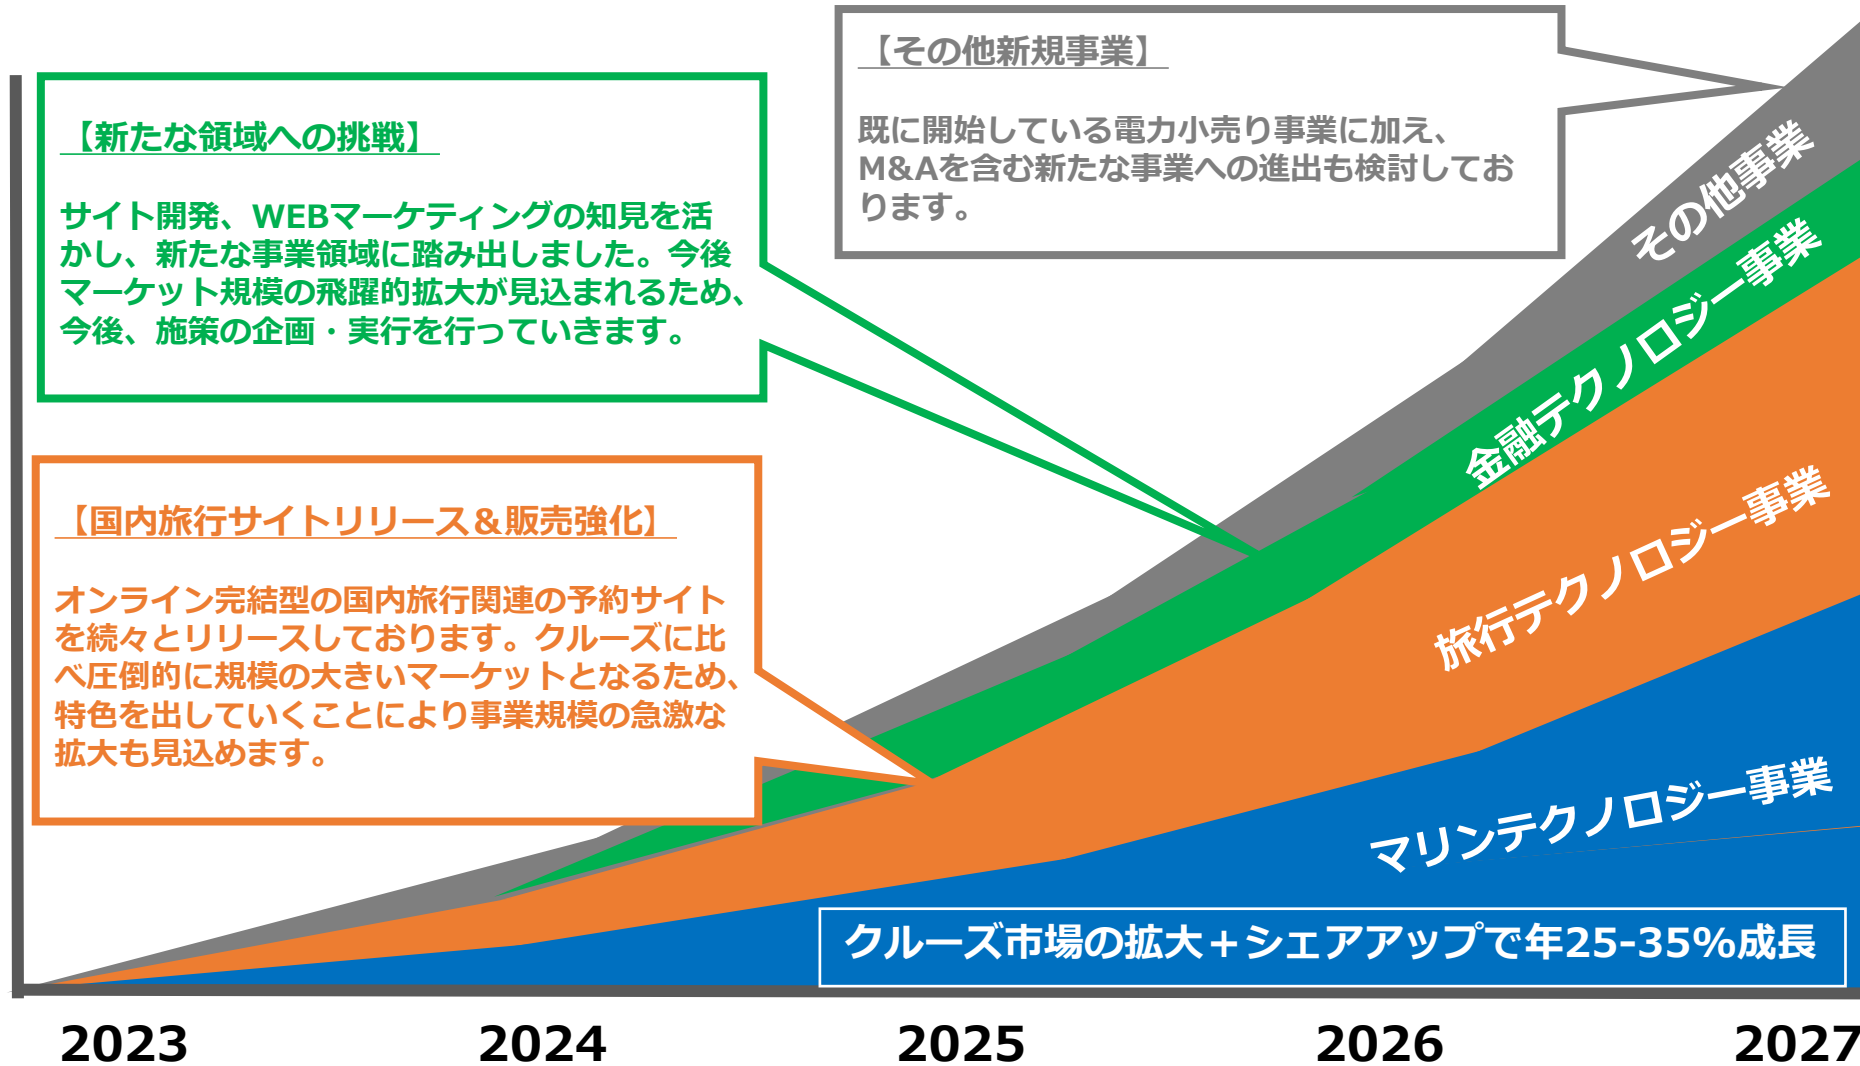 【その他新規事業】
既に開始している電力小売り事業に加え、
M&Aを含む新たな事業への進出も検討してお
ります。
【新たな領域への挑戦】
サイト開発、WEBマーケティングの知見を活
かし、新たな事業領域に踏み出しました。今後
マーケット規模の飛躍的拡大が見込まれるため、
今後、施策の企画・実行を行っていきます。
【国内旅行サイトリリース＆販売強化】
オンライン完結型の国内旅行関連の予約サイト
を続々とリリースしております。クルーズに比
べ圧倒的に規模の大きいマーケットとなるため、
特色を出していくことにより事業規模の急激な
拡大も見込めます。
その他事業
金融テクノロジー事業
旅行テクノロジー事業
マリンテクノロジー事業
クルーズ市場の拡大＋シェアアップで年25-35%成長
2023
2024
2025
2026
2027